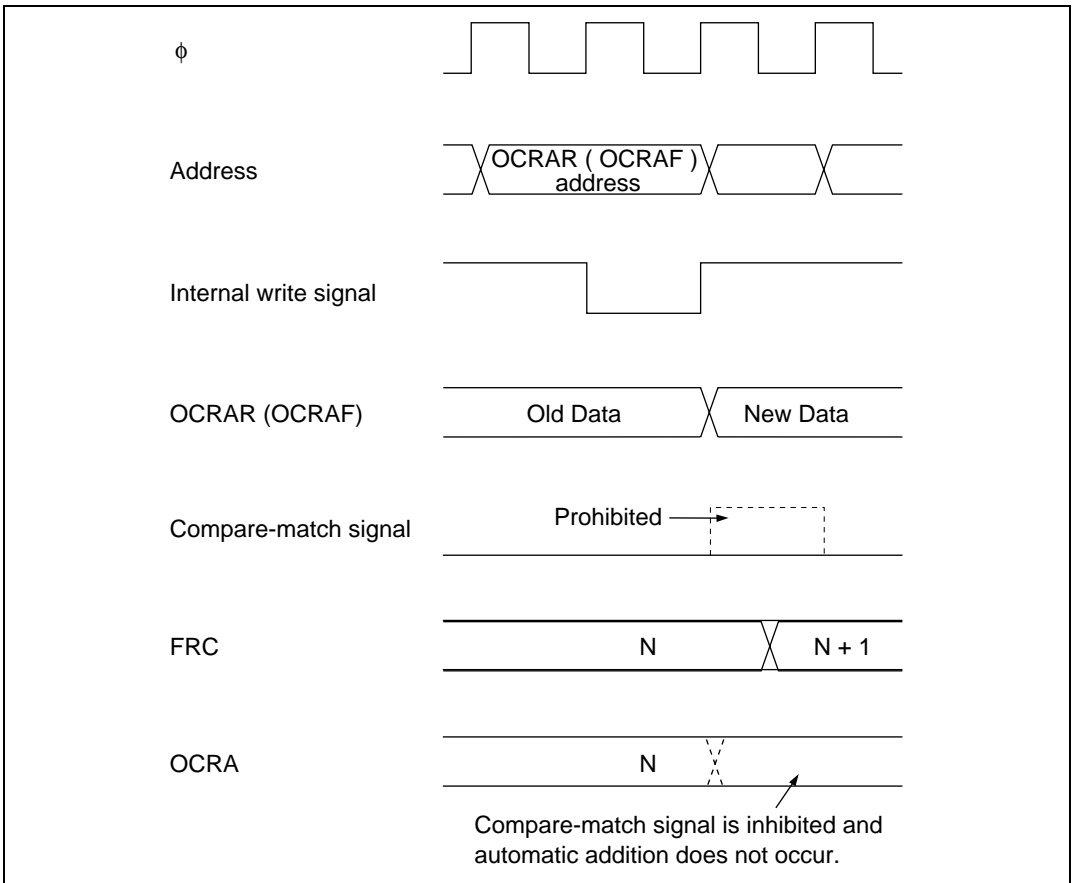 ϕ
Address
OCRAR ( OCRAF )
address
Internal write signal
OCRAR (OCRAF)
Old Data
New Data
Compare-match signal
Prohibited
FRC
N
N + 1
OCRA
N
Compare-match signal is inhibited and
automatic addition does not occur.